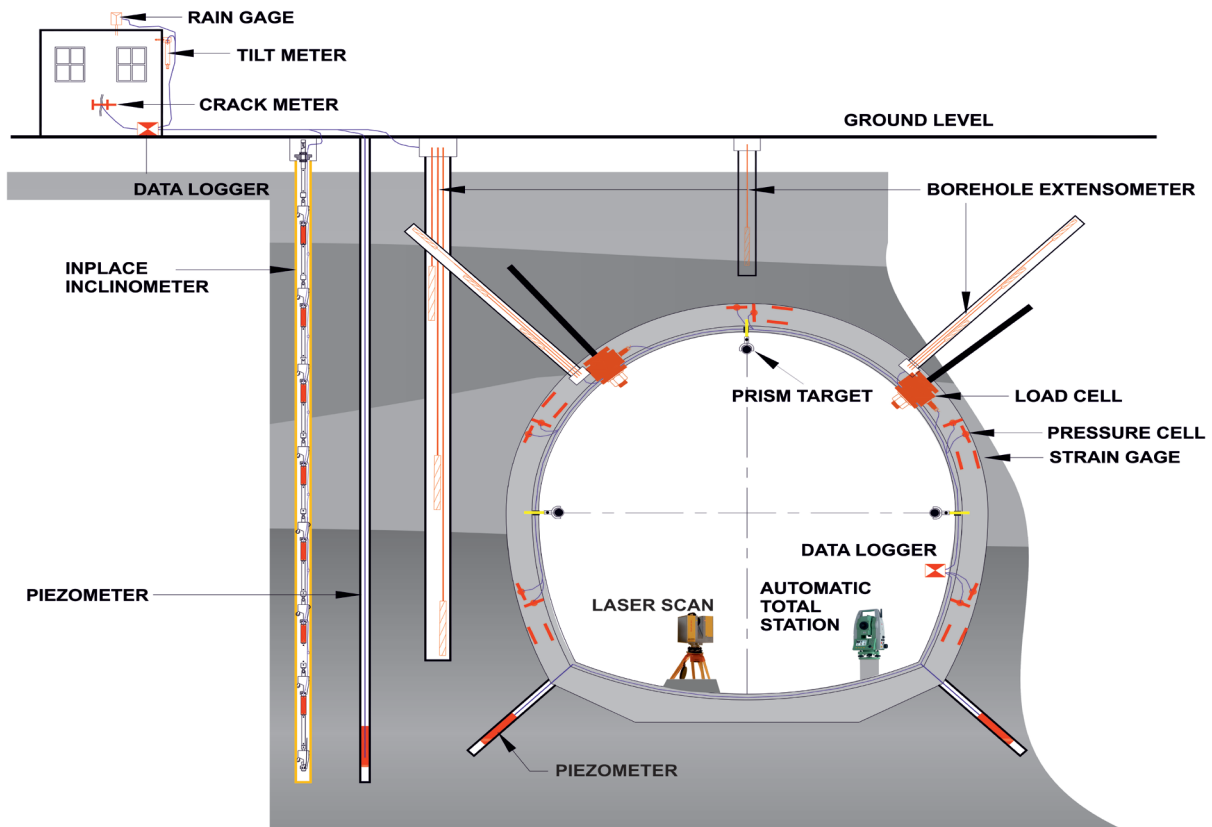 RAIN GAGE
TILT METER
CRACK METER
GROUND LEVEL
DATA LOGGER
BOREHOLE EXTENSOMETER
INPLACE
INCLINOMETER
PRISM TARGET
LOAD CELL
PRESSURE CELL
STRAIN GAGE
DATA LOGGER
PIEZOMETER
LASER SCAN
AUTOMATIC
TOTAL
STATION
PIEZOMETER